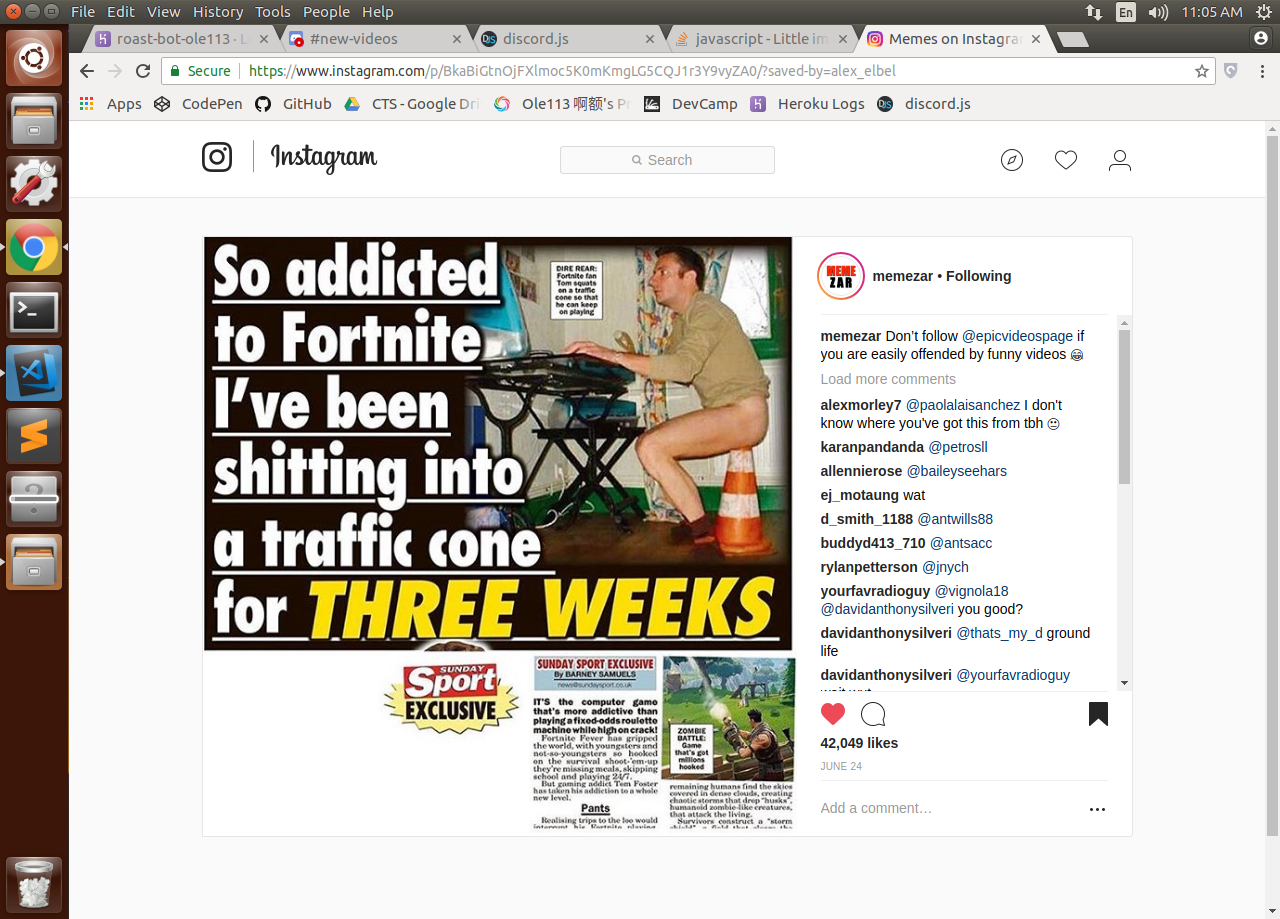 File Edit View History Tools People Help
En 11:05 AM
roast-bot-ole113 · L
#new-videos
discord.js
javascript - Little im
Memes on Instagra
Secure https://www.instagram.com/p/BkaBiGtnOjFXlmoc5K0mKmgLG5CQJ1r3Y9vyZA0/?saved-by=alex_elbel
Apps CodePen GitHub CTS - Google Dri Ole113 啊额's Pr DevCamp Heroku Logs discord.js
Instagram
Search
So addicted
to Fortnite
I've been
shitting into
a traffic cone
for THREE WEEKS
DIRE REAR:
Fortnite fan
Tom squats
on a traffic
cone so that
he can keep
on playing
SUNDAY
Sport
EXCLUSIVE
SUNDAY SPORT EXCLUSIVE
By BARNEY SAMUELS
news@sundaysport.co.uk
IT'S the computer game
that's more addictive than
playing a fixed-odds roulette
machine while high on crack!
Fortnite Fever has gripped
the world, with youngsters and
not-so-youngsters so hooked
on the survival shoot-'em-up
they're missing meals, skipping
school and playing 24/7.
But gaming addict Tem Foster
has taken his addiction to a whole
new level.
Pants
Realising trips to the loo would
interrupt his Fortnite playing
ZOMBIE
BATTLE:
Game
that's got
millions
hooked
remaining humans find the skies
covered in dense clouds, creating
chaotic storms that drop "husks",
humanoid zombie-like creatures,
that attack the living.
Survivors construct a "storm
shield", a field that clears the
MEME
ZAR
memezar • Following
memezar Don't follow @epicvideospage if
you are easily offended by funny videos 😂
Load more comments
alexmorley7 @paolalaisanchez I don't
know where you've got this from tbh 😐
karanpandanda @petrosll
allennierose @baileyseehars
ej_motaung wat
d_smith_1188 @antwills88
buddyd413_710 @antsacc
rylanpetterson @jnych
yourfavradioguy @vignola18
@davidanthonysilveri you good?
davidanthonysilveri @thats_my_d ground
life
davidanthonysilveri @yourfavradioguy
wait wut
42,049 likes
JUNE 24
Add a comment…